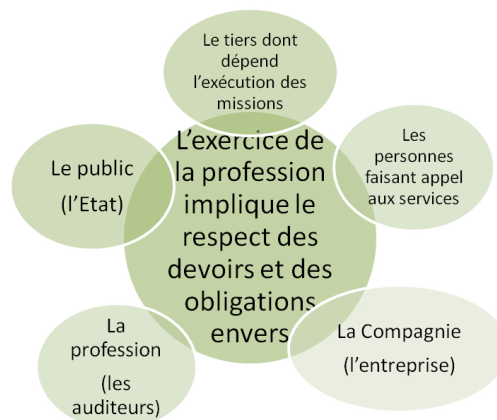 Le tiers dont
dépend
l'exécution des
missions
L'exercice de
la profession
implique le
respect des
devoirs et des
obligations
envers
Les
personnes
faisant appel
aux services
La Compagnie
(l'entreprise)
La
profession
(les
auditeurs)
Le public
(l'Etat)